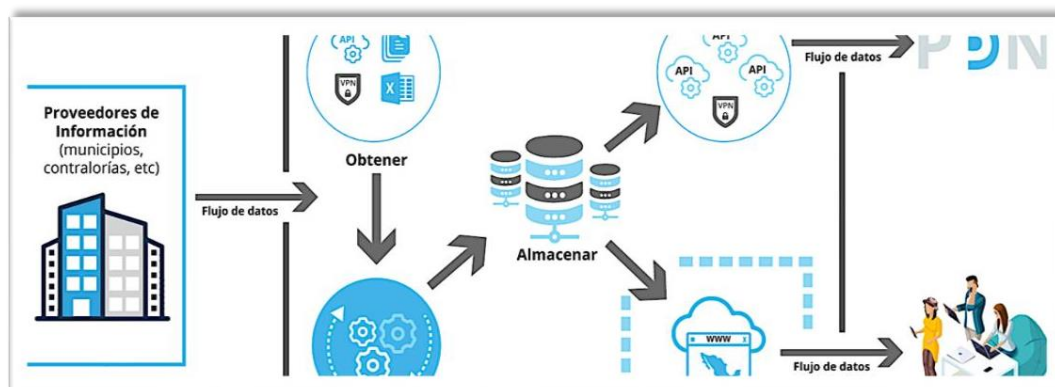 API
VPN
X
Obtener
Proveedores de
Información
(municipios,
contralorías, etc)
Flujo de datos
Almacenar
API
API
API
VPN
Flujo de datos
PDN
WWW
Flujo de datos